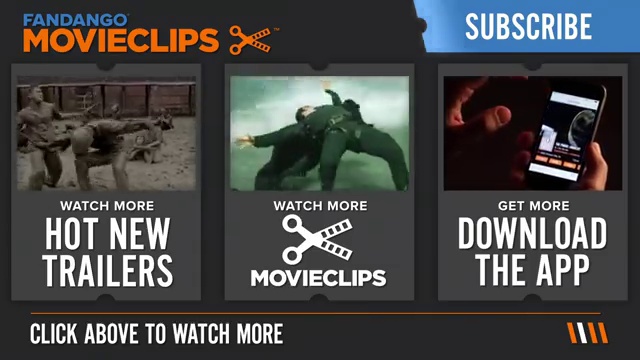 FANDANGO
MOVIECLIPS
SUBSCRIBE
WATCH MORE
HOT NEW
TRAILERS
WATCH MORE
MOVIECLIPS
GET MORE
DOWNLOAD
THE APP
CLICK ABOVE TO WATCH MORE